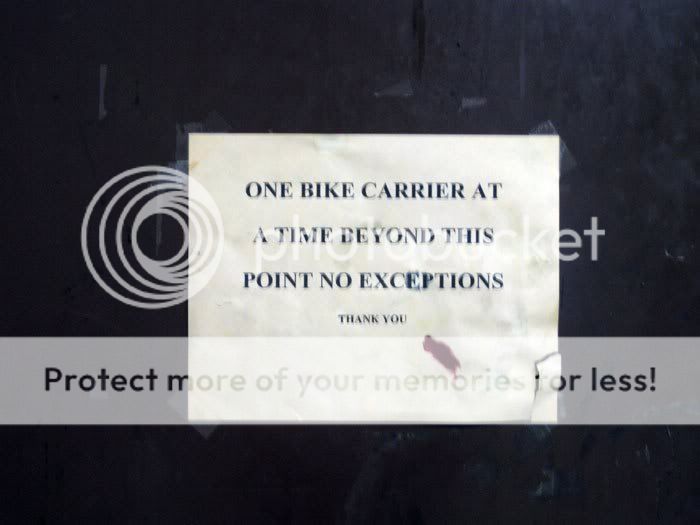 ONE BIKE CARRIER AT
A TIME BEYOND THIS
photobucket
POINT NO EXCEPTIONS
THANK YOU
Protect more of your memories for less!